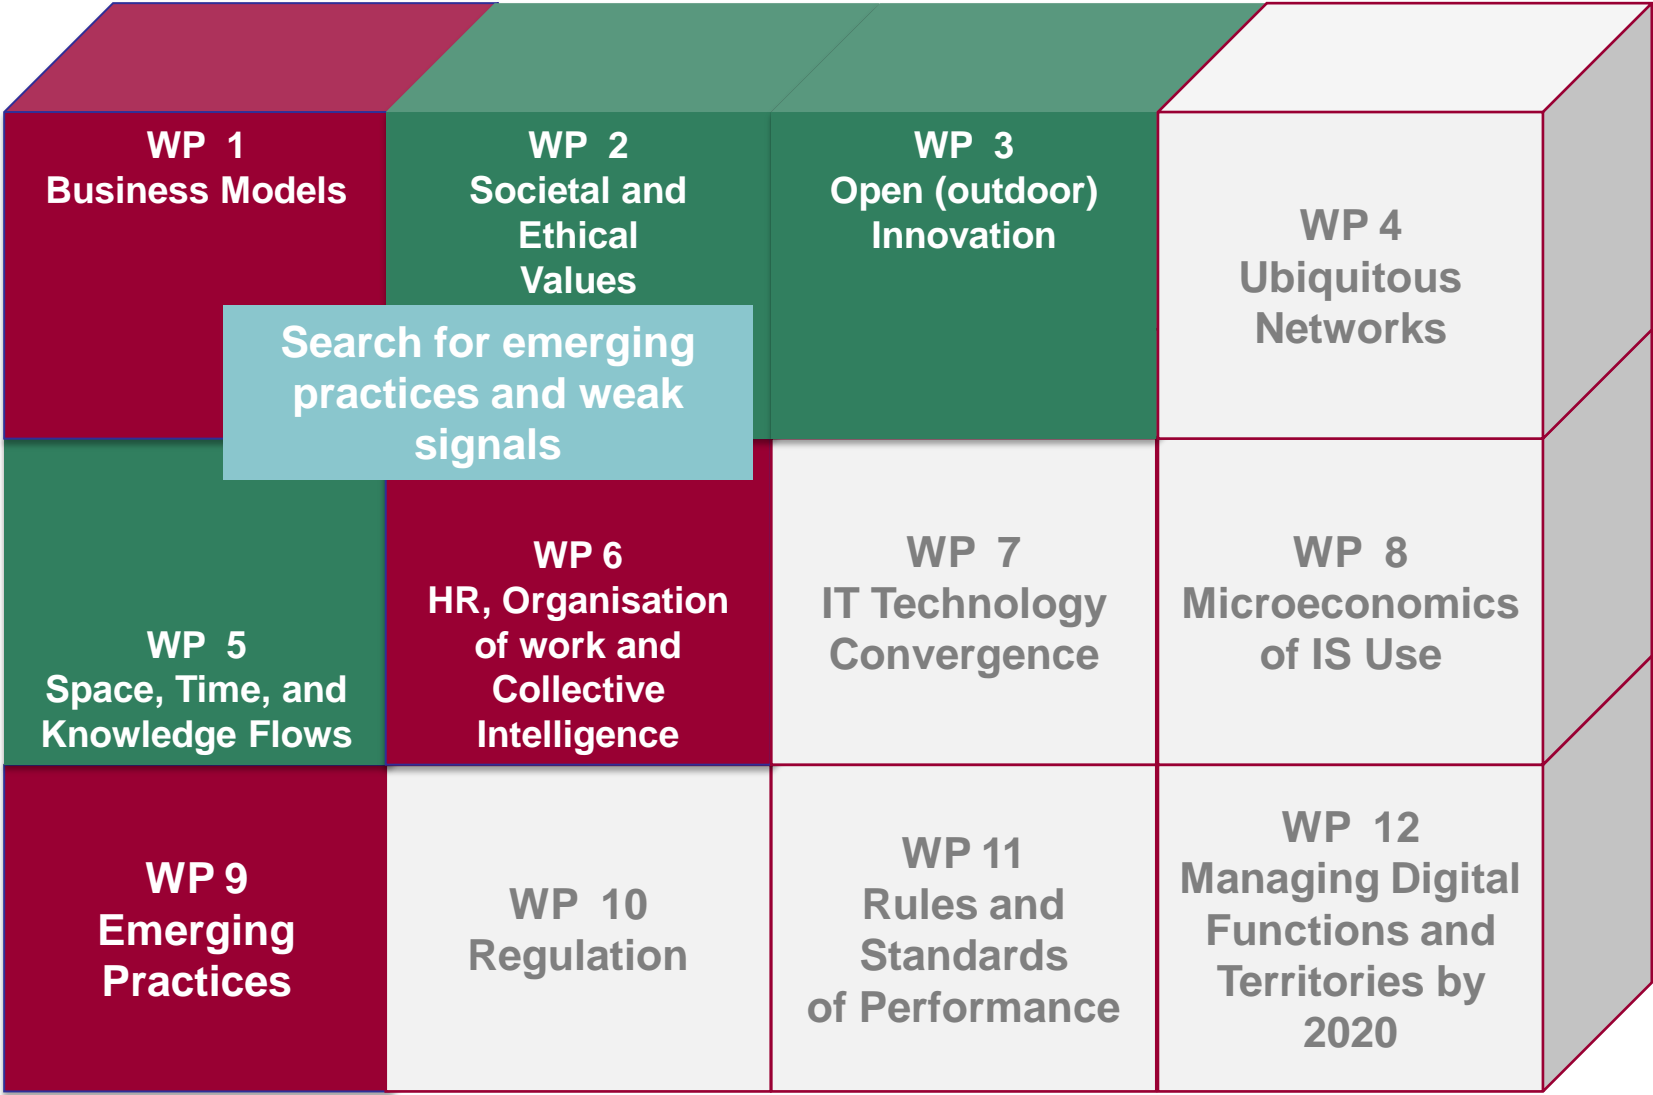 WP 1
Business Models
WP 2
Societal and
Ethical
Values
WP 3
Open (outdoor)
Innovation
WP 4
Ubiquitous
Networks
Search for emerging
practices and weak
signals
WP 5
Space, Time, and
Knowledge Flows
WP 6
HR, Organisation
of work and
Collective
Intelligence
WP 7
IT Technology
Convergence
WP 8
Microeconomics
of IS Use
WP 9
Emerging
Practices
WP 10
Regulation
WP 11
Rules and
Standards
of Performance
WP 12
Managing Digital
Functions and
Territories by
2020